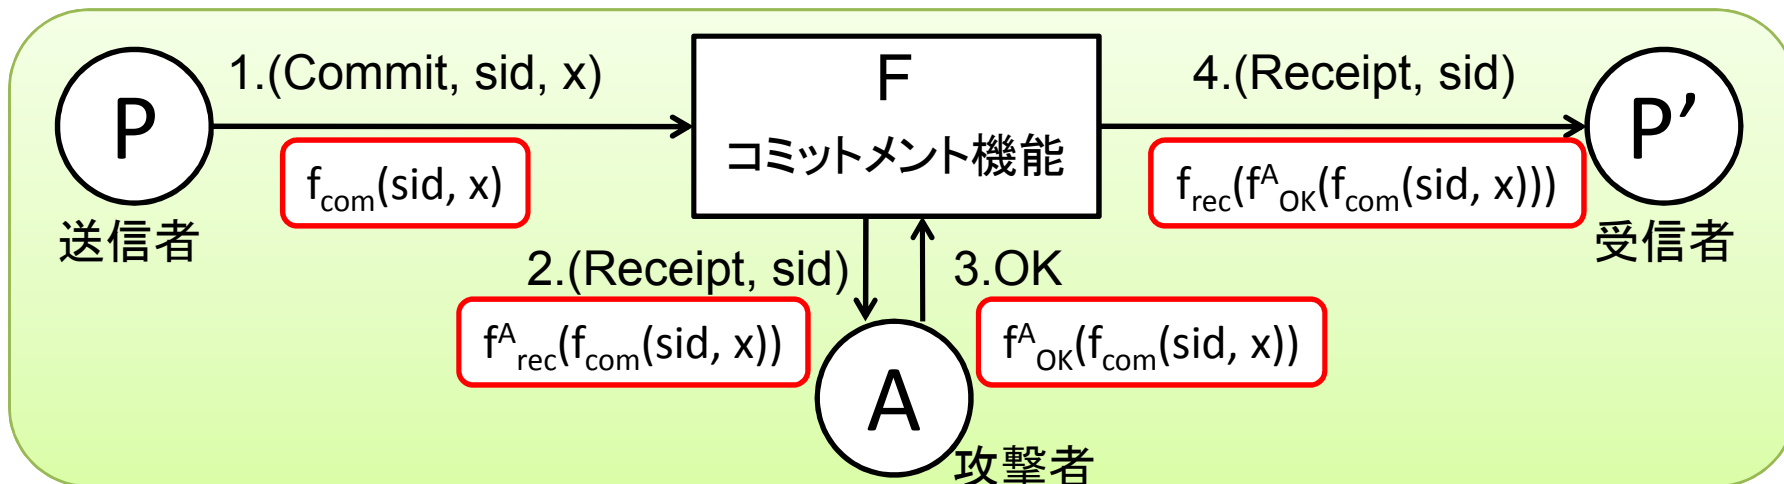 1.(Commit, sid, x)
P
f_com(sid, x)
送信者
F
コミットメント機能
4.(Receipt, sid)
P’
f_rec(f^A_OK(f_com(sid, x)))
受信者
2.(Receipt, sid)
f^A_rec(f_com(sid, x))
3.OK
f^A_OK(f_com(sid, x))
A
攻撃者